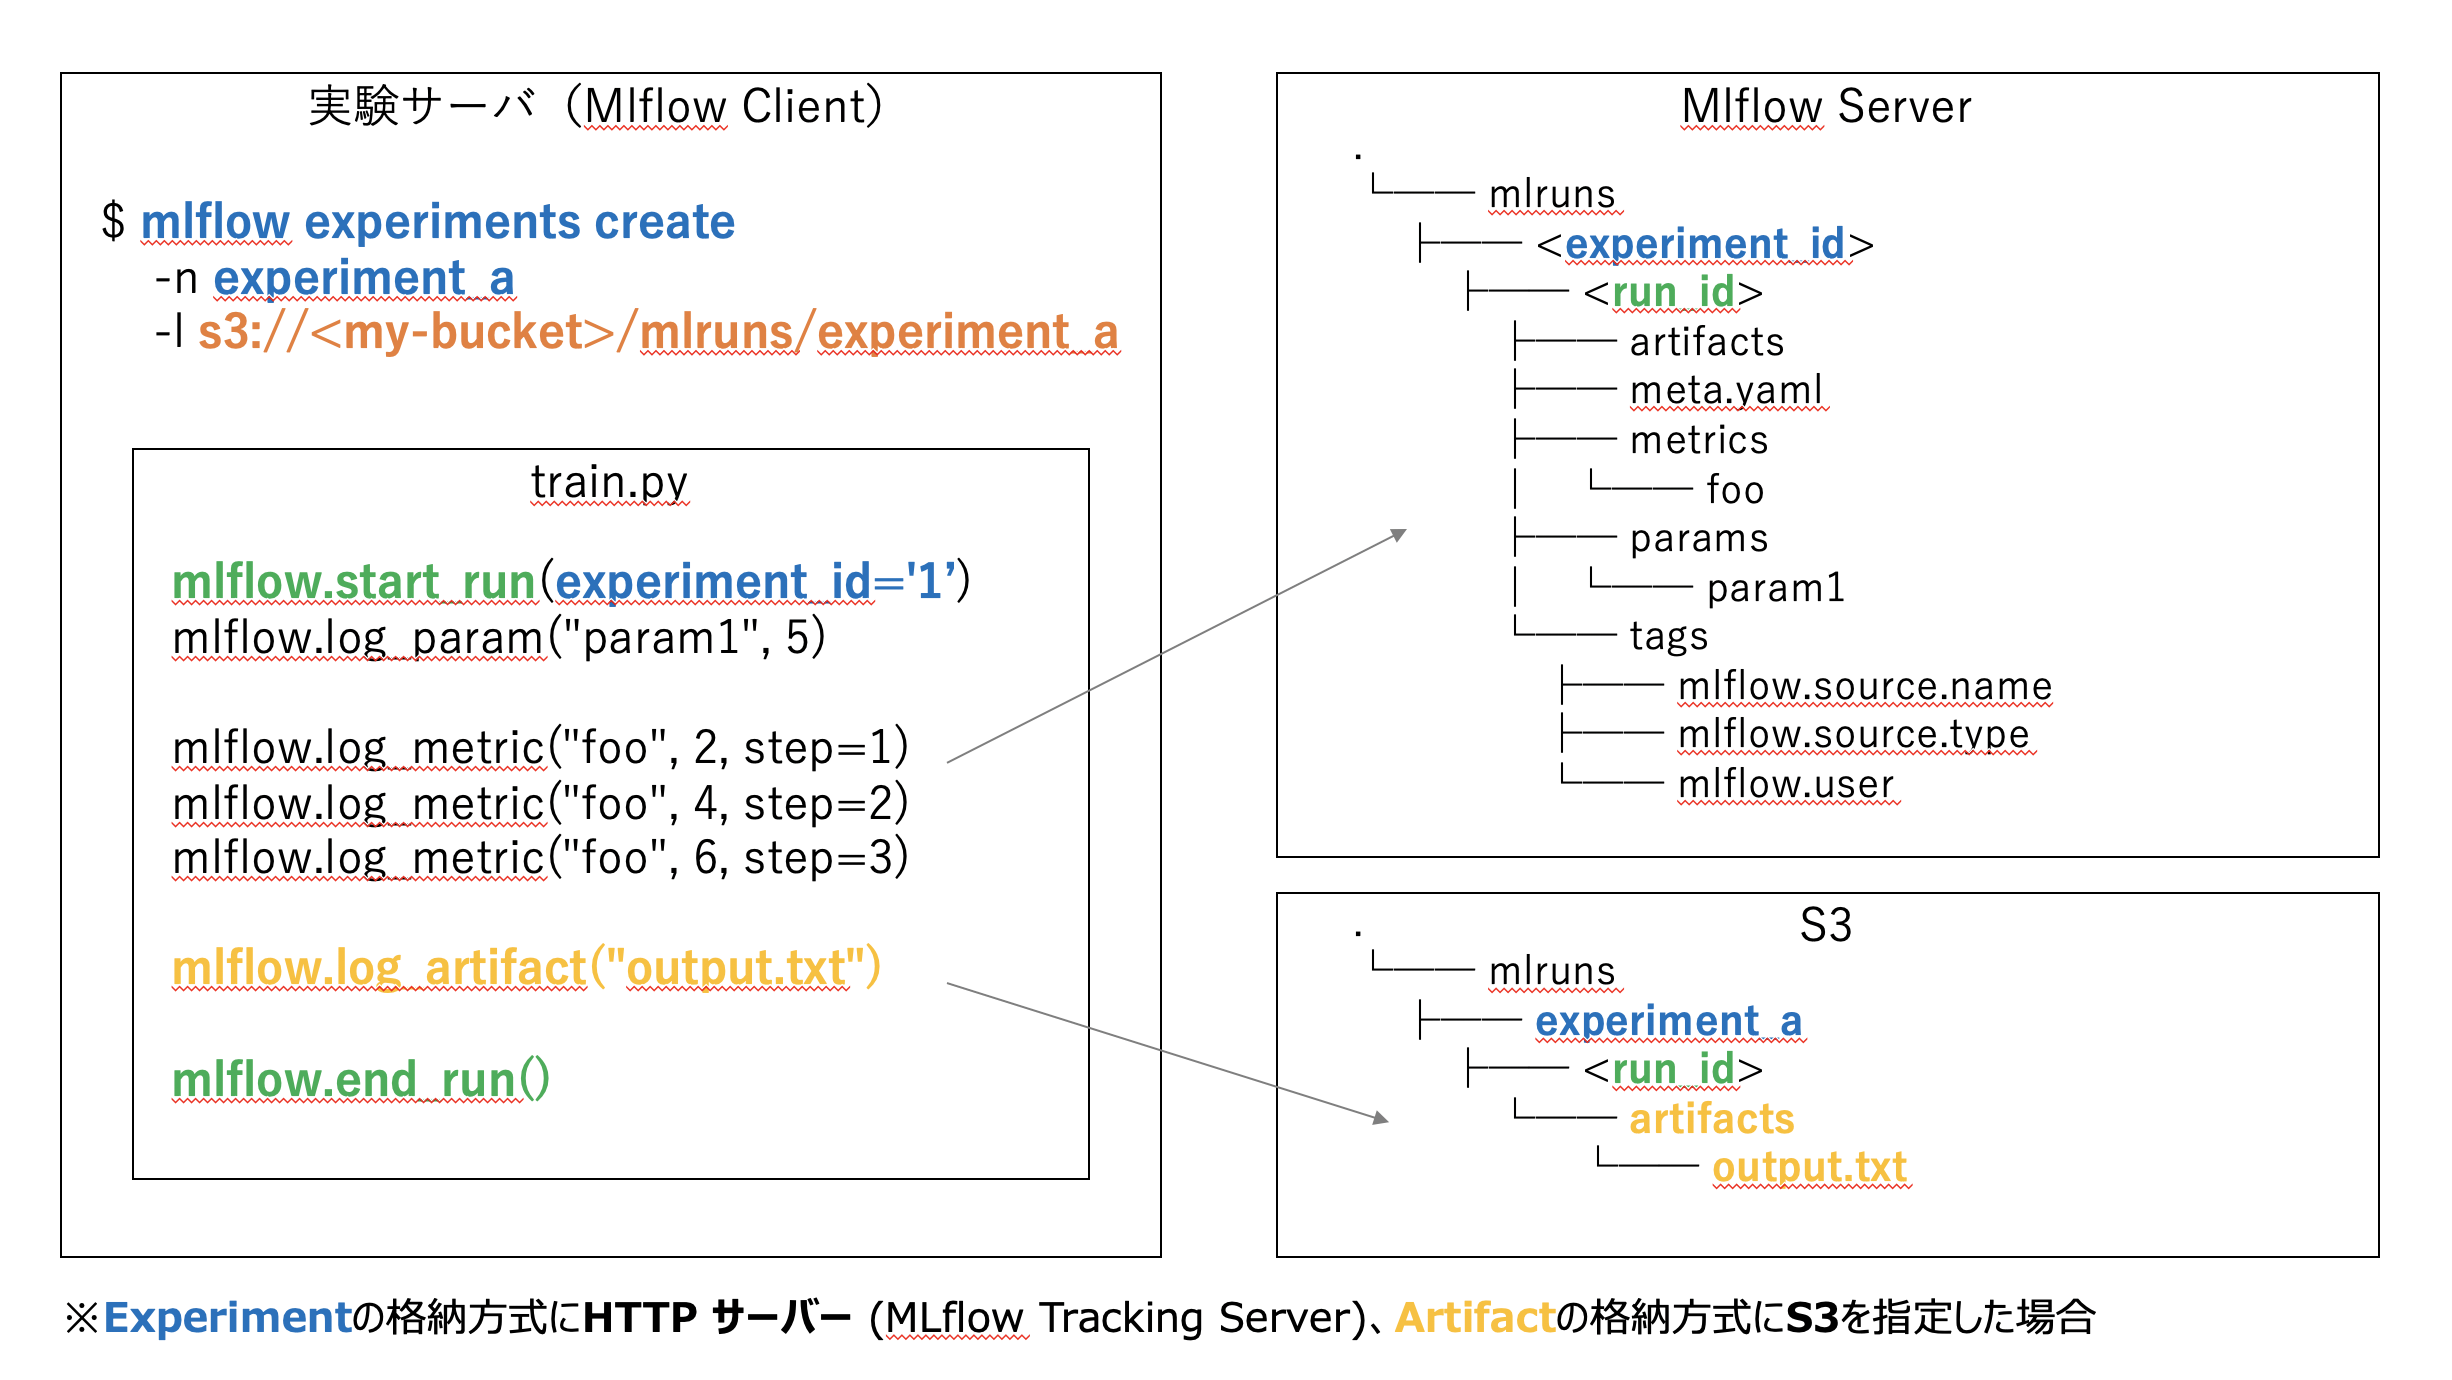 実験サーバ（Mlflow Client）
$ mlflow experiments create
-n experiment_a
-l s3://<my-bucket>/mlruns/experiment_a
train.py
mlflow.start_run(experiment_id='1’)
mlflow.log_param("param1", 5)
mlflow.log_metric("foo", 2, step=1)
mlflow.log_metric("foo", 4, step=2)
mlflow.log_metric("foo", 6, step=3)
mlflow.log_artifact("output.txt")
mlflow.end_run()
Mlflow Server
.
└── mlruns
├── <experiment_id>
├── <run_id>
├── artifacts
├── meta.yaml
├── metrics
│ └── foo
├── params
│ └── param1
└── tags
├── mlflow.source.name
├── mlflow.source.type
└── mlflow.user
S3
.
└── mlruns
├── experiment_a
├── <run_id>
└── artifacts
└── output.txt
※Experimentの格納方式にHTTP サーバー (MLflow Tracking Server)、Artifactの格納方式にS3を指定した場合